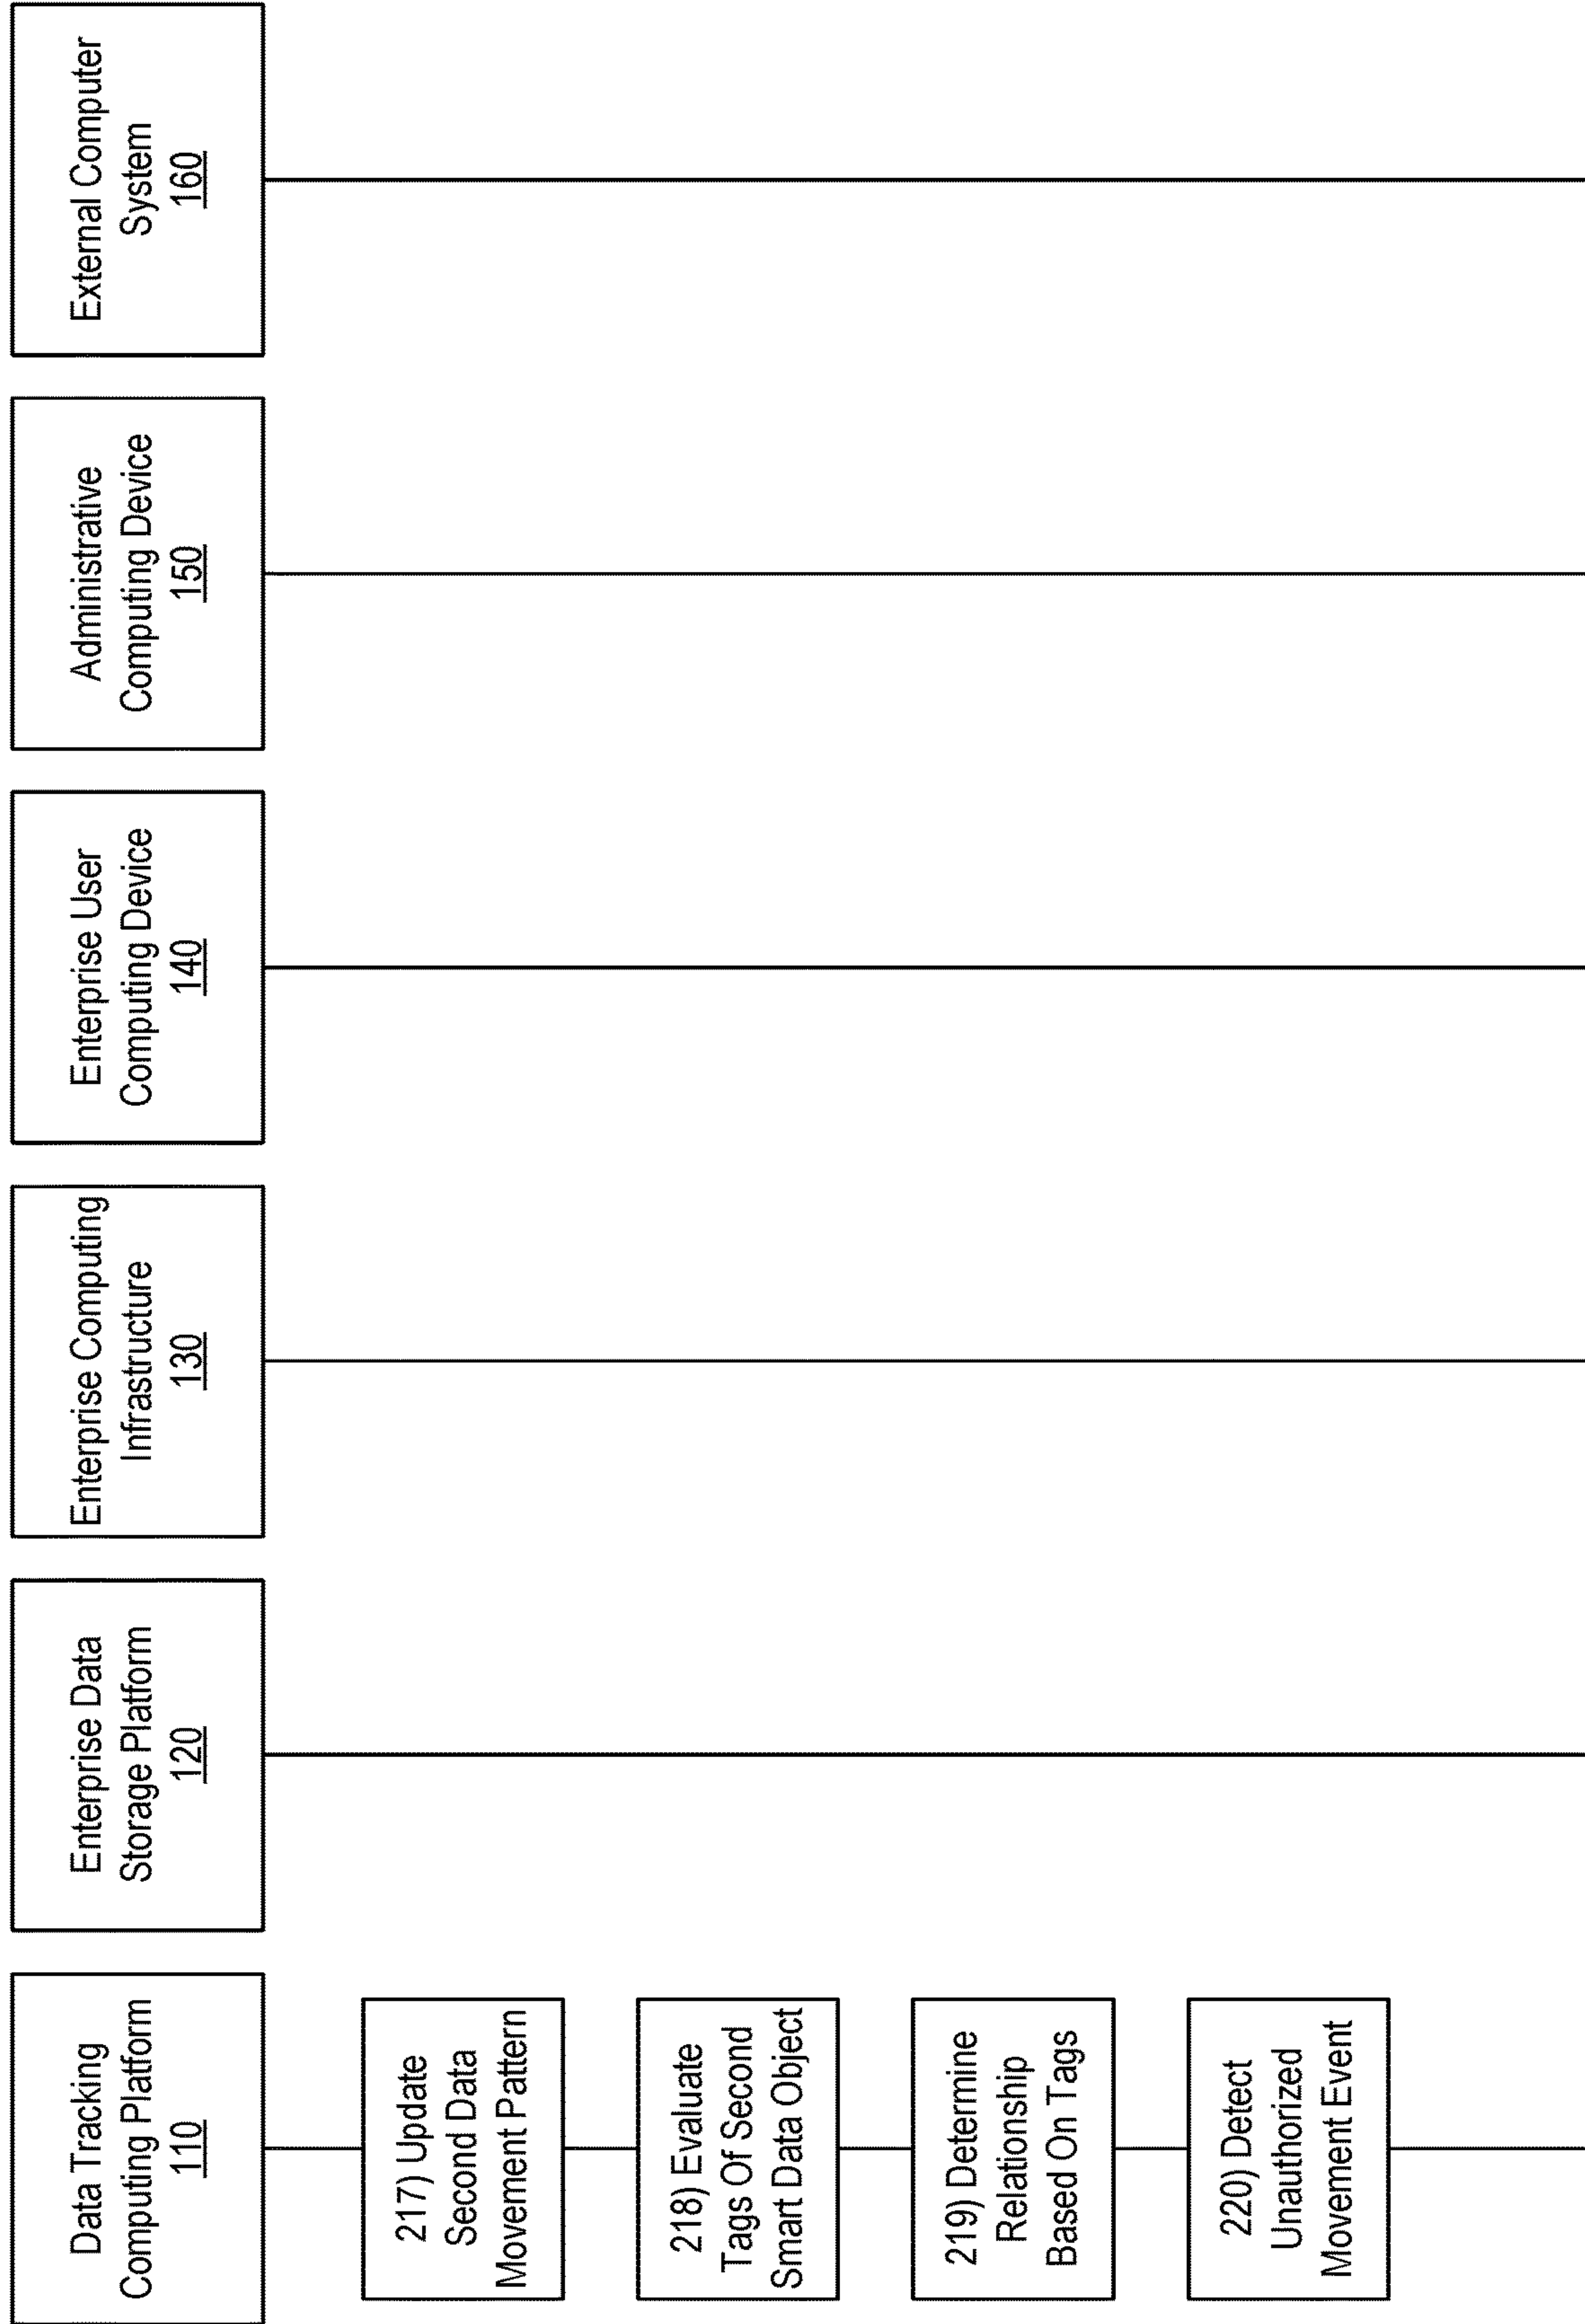 Data Tracking
Computing Platform
110
Enterprise Data
Storage Platform
120
Enterprise Computing
Infrastructure
130
Enterprise User
Computing Device
140
Administrative
Computing Device
150
External Computer
System
160
217) Update
Second Data
Movement Pattern
218) Evaluate
Tags Of Second
Smart Data Object
219) Determine
Relationship
Based On Tags
220) Detect
Unauthorized
Movement Event